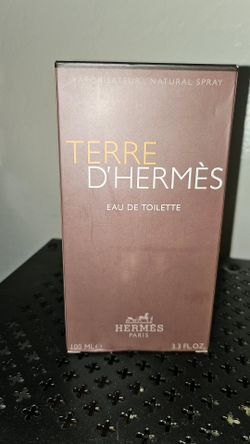 VAPORISATEUR NATURAL SPRAY
TERRE
D'HERMÈS
EAU DE TOILETTE
HERMÈS
PARIS
100 ML ℮ 3.3 FL.OZ.